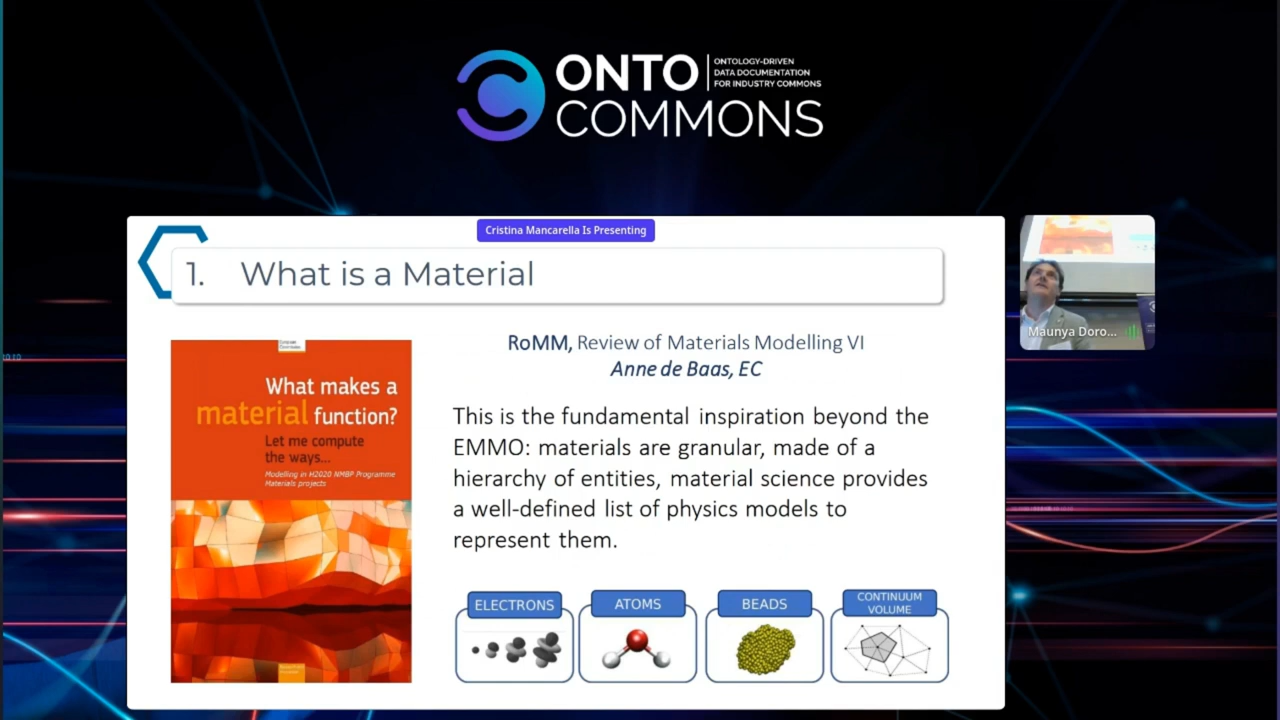 ONTO
COMMONS
ONTOLOGY-DRIVEN
DATA DOCUMENTATION
FOR INDUSTRY COMMONS
Cristina Mancarella Is Presenting
1. What is a Material
What makes a
material function?
Let me compute
the ways...
Modelling in H2020 NMBP Programme
Materials projects
RoMM, Review of Materials Modelling VI
Anne de Baas, EC
This is the fundamental inspiration beyond the
EMMO: materials are granular, made of a
hierarchy of entities, material science provides
a well-defined list of physics models to
represent them.
ELECTRONS
ATOMS
BEADS
CONTINUUM
VOLUME
Maunya Doro...